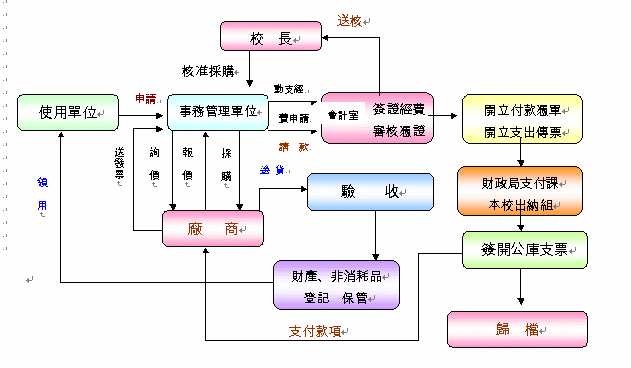 送核
校 長
核准採購
使用單位
申請
事務管理單位
動支經
費申請
請 款
會計室
簽證經費
審核憑證
開立付款憑單
開立支出傳票
送發票
詢價
報價
採購
領用
驗 收
財政局支付課
本校出納組
廠 商
簽開公庫支票
財產、非消耗品
登記 保管
支付款項
歸 檔